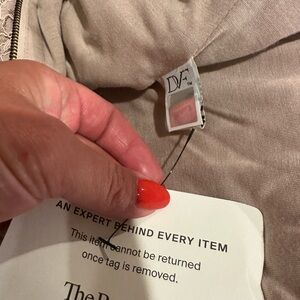 DVF
AN EXPERT BEHIND EVERY ITEM
This item cannot be returned
once tag is removed.
The